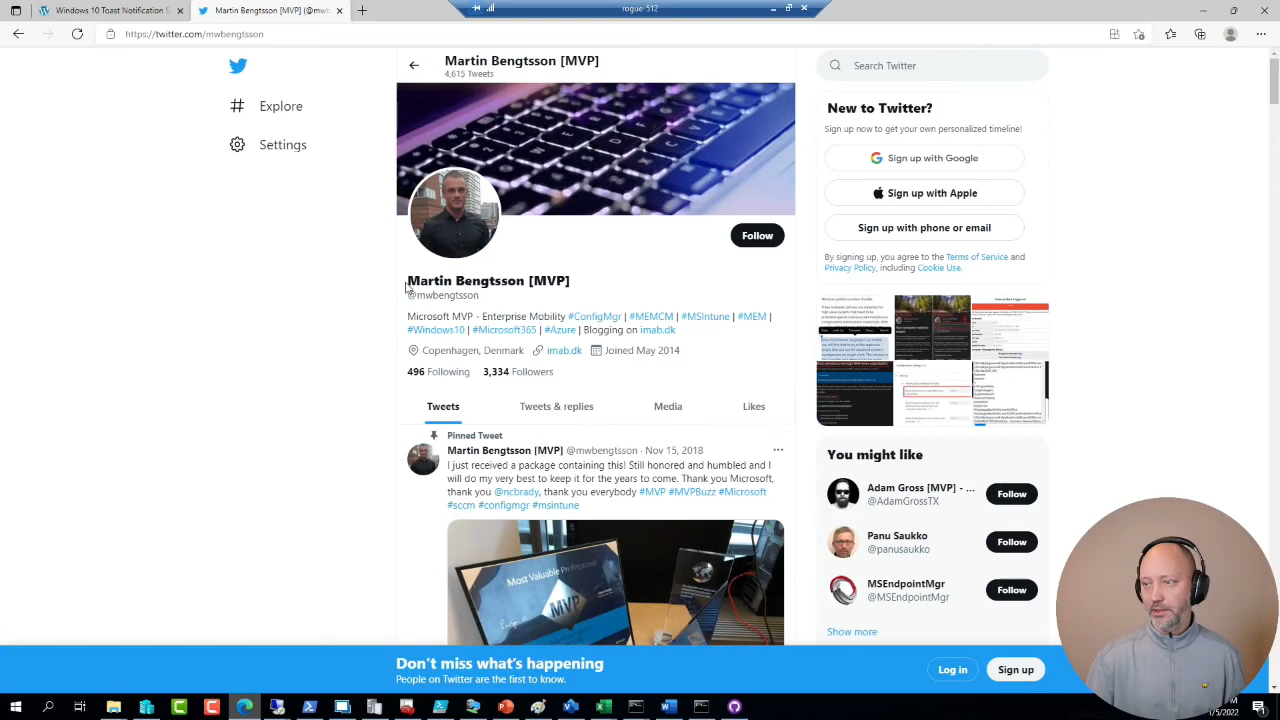 rogue-512
Windows 10 Toast Notification S
Martin Bengtsson [MVP] (@mw
https://twitter.com/mwbengtsson
Explore
Settings
Martin Bengtsson [MVP]
4,615 Tweets
Follow
Martin Bengtsson [MVP]
@mwbengtsson
Microsoft MVP - Enterprise Mobility #ConfigMgr | #MEMCM | #MSIntune | #MEM |
#Windows10 | #Microsoft365 | #Azure | Blogging on imab.dk
Copenhagen, Denmark imab.dk Joined May 2014
496 Following 3,334 Followers
Tweets Tweets & replies Media Likes
Pinned Tweet
Martin Bengtsson [MVP] @mwbengtsson · Nov 15, 2018
I just received a package containing this! Still honored and humbled and I
will do my very best to keep it for the years to come. Thank you Microsoft,
thank you @ncbrady, thank you everybody #MVP #MVPBuzz #Microsoft
#sccm #configmgr #msintune
Most Valuable Professional
MVP
Search Twitter
New to Twitter?
Sign up now to get your own personalized timeline!
Sign up with Google
Sign up with Apple
Sign up with phone or email
By signing up, you agree to the Terms of Service and
Privacy Policy, including Cookie Use.
You might like
Adam Gross [MVP] - ...
@AdamGrossTX
Follow
Panu Saukko
@panusaukko
Follow
MSEndpointMgr
@MSEndpointMgr
Follow
Show more
Don't miss what's happening
People on Twitter are the first to know.
Log in
Sign up
1/5/2022